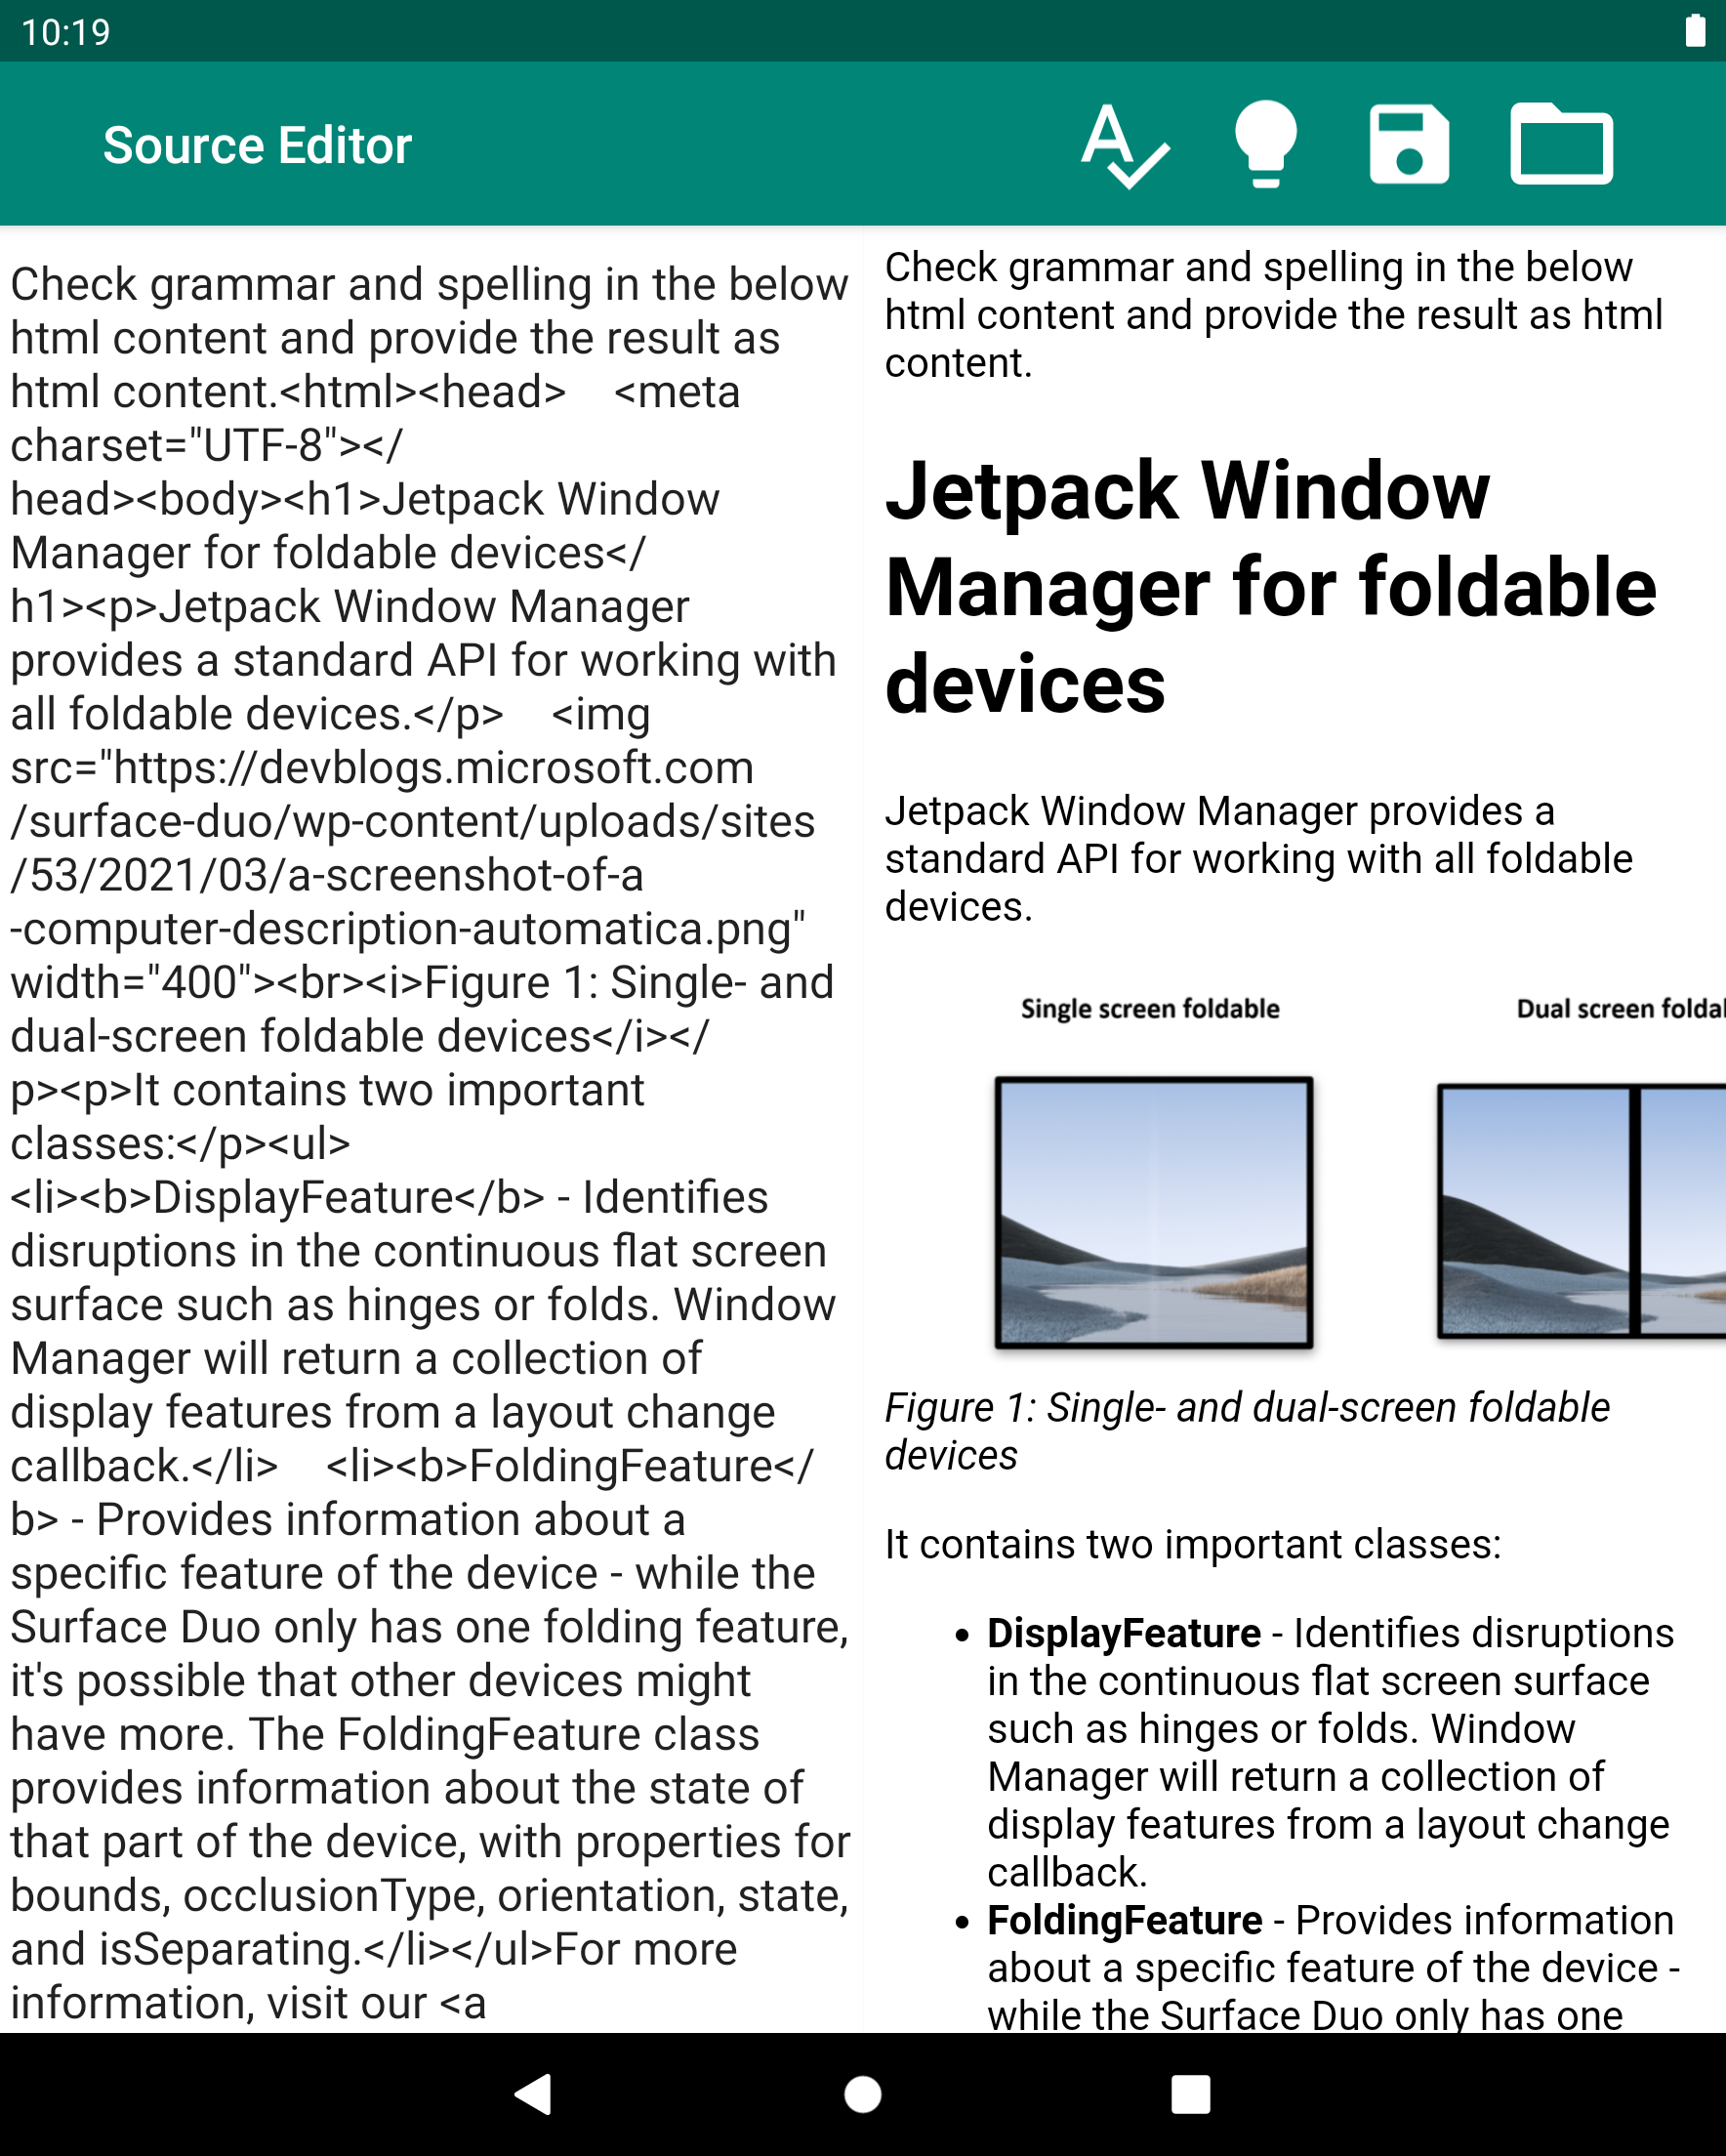 10:19
Source Editor
Check grammar and spelling in the below
html content and provide the result as
html content.<html><head>    <meta
charset="UTF-8"></
head><body><h1>Jetpack Window
Manager for foldable devices</
h1><p>Jetpack Window Manager
provides a standard API for working with
all foldable devices.</p>    <img
src="https://devblogs.microsoft.com
/surface-duo/wp-content/uploads/sites
/53/2021/03/a-screenshot-of-a
-computer-description-automatica.png"
width="400"><br><i>Figure 1: Single- and
dual-screen foldable devices</i></
p><p>It contains two important
classes:</p><ul>
<li><b>DisplayFeature</b> - Identifies
disruptions in the continuous flat screen
surface such as hinges or folds. Window
Manager will return a collection of
display features from a layout change
callback.</li>    <li><b>FoldingFeature</
b> - Provides information about a
specific feature of the device - while the
Surface Duo only has one folding feature,
it's possible that other devices might
have more. The FoldingFeature class
provides information about the state of
that part of the device, with properties for
bounds, occlusionType, orientation, state,
and isSeparating.</li></ul>For more
information, visit our <a
Check grammar and spelling in the below
html content and provide the result as html
content.
Jetpack Window
Manager for foldable
devices
Jetpack Window Manager provides a
standard API for working with all foldable
devices.
Single screen foldable
Dual screen folda
Figure 1: Single- and dual-screen foldable
devices
It contains two important classes:
• DisplayFeature - Identifies disruptions
in the continuous flat screen surface
such as hinges or folds. Window
Manager will return a collection of
display features from a layout change
callback.
• FoldingFeature - Provides information
about a specific feature of the device -
while the Surface Duo only has one